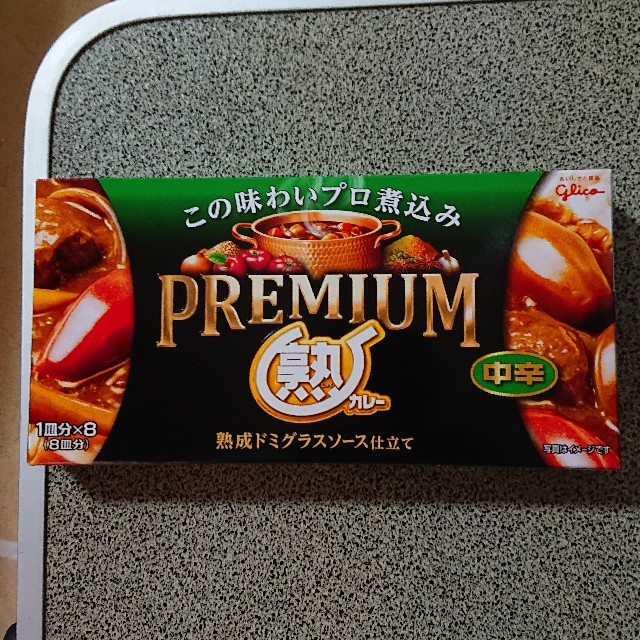 おいしさと健康
glico
この味わいプロ煮込み
PREMIUM
熟
カレー
中辛
1皿分×8
(8皿分)
熟成ドミグラスソース仕立て
写真はイメージです